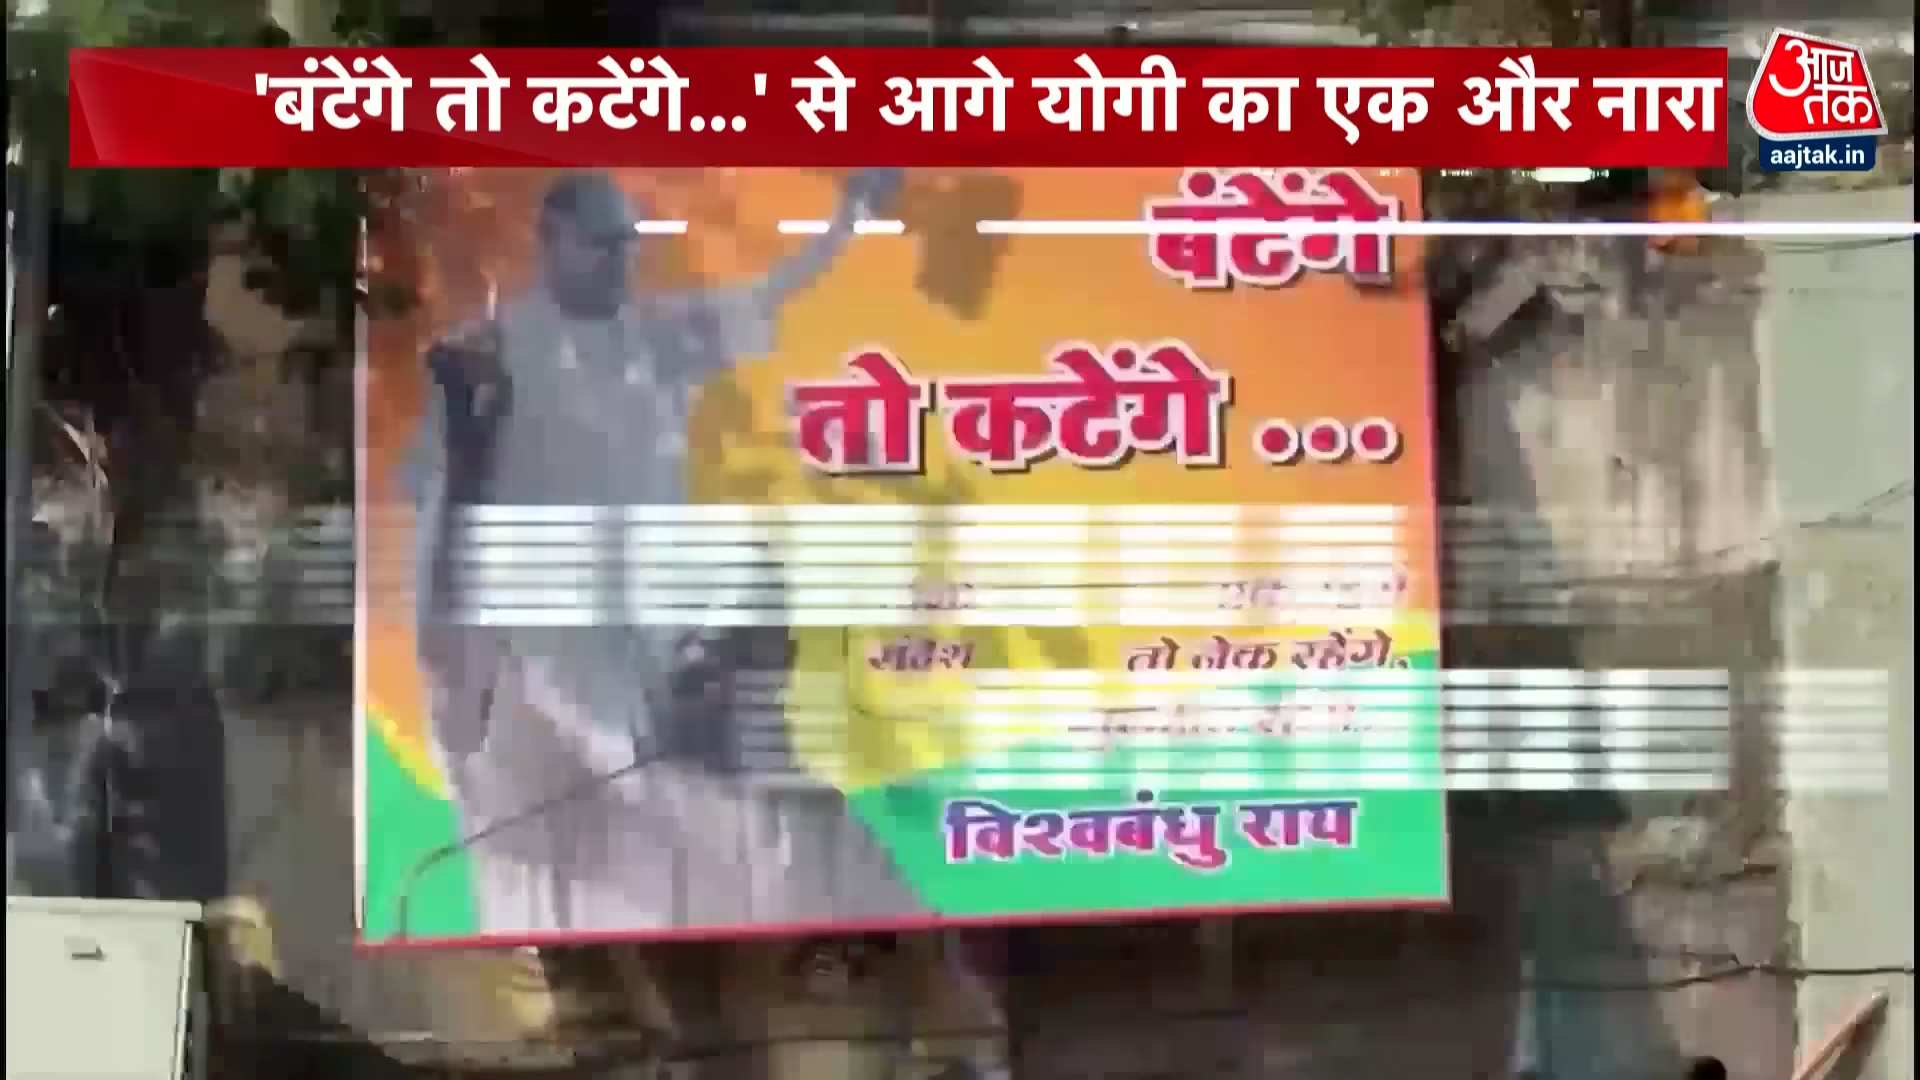 'बंटेंगे तो कटेंगे...' से आगे योगी का एक और नारा
आज तक
aajtak.in
बंटेंगे
तो कटेंगे ...
संदेश तो नेक रहेंगे.
विश्वबंधु राय